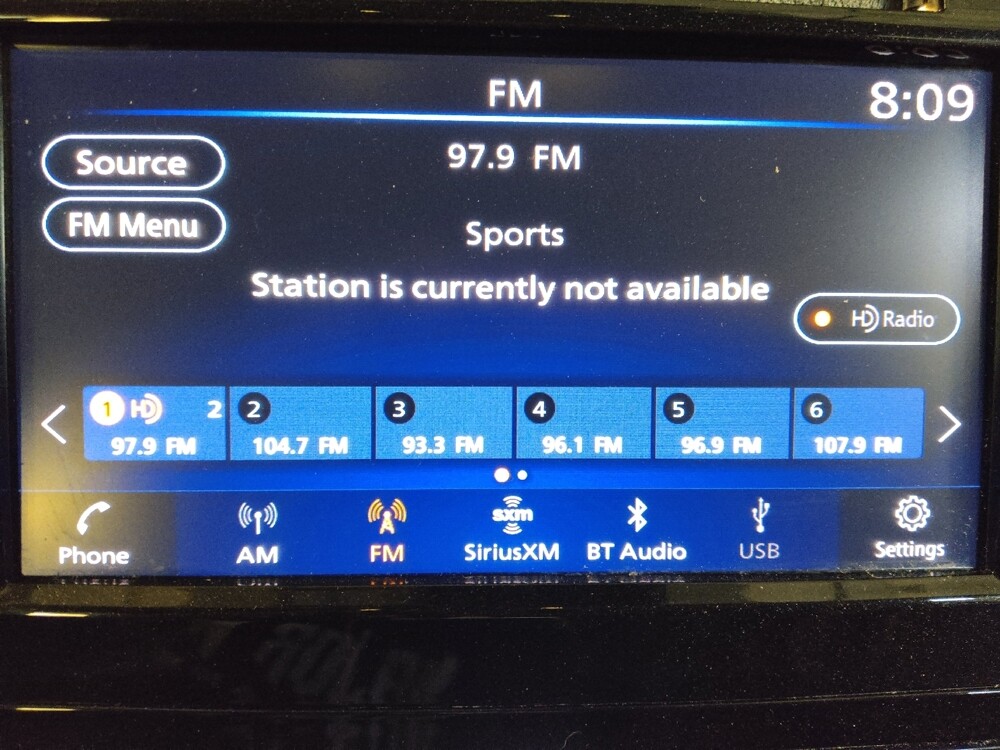 FM
8:09
Source
97.9 FM
FM Menu
Sports
Station is currently not available
HD Radio
1 HD 2
97.9 FM
2
104.7 FM
3
93.3 FM
4
96.1 FM
5
96.9 FM
6
107.9 FM
Phone
AM
FM
sxm
SiriusXM
BT Audio
USB
Settings